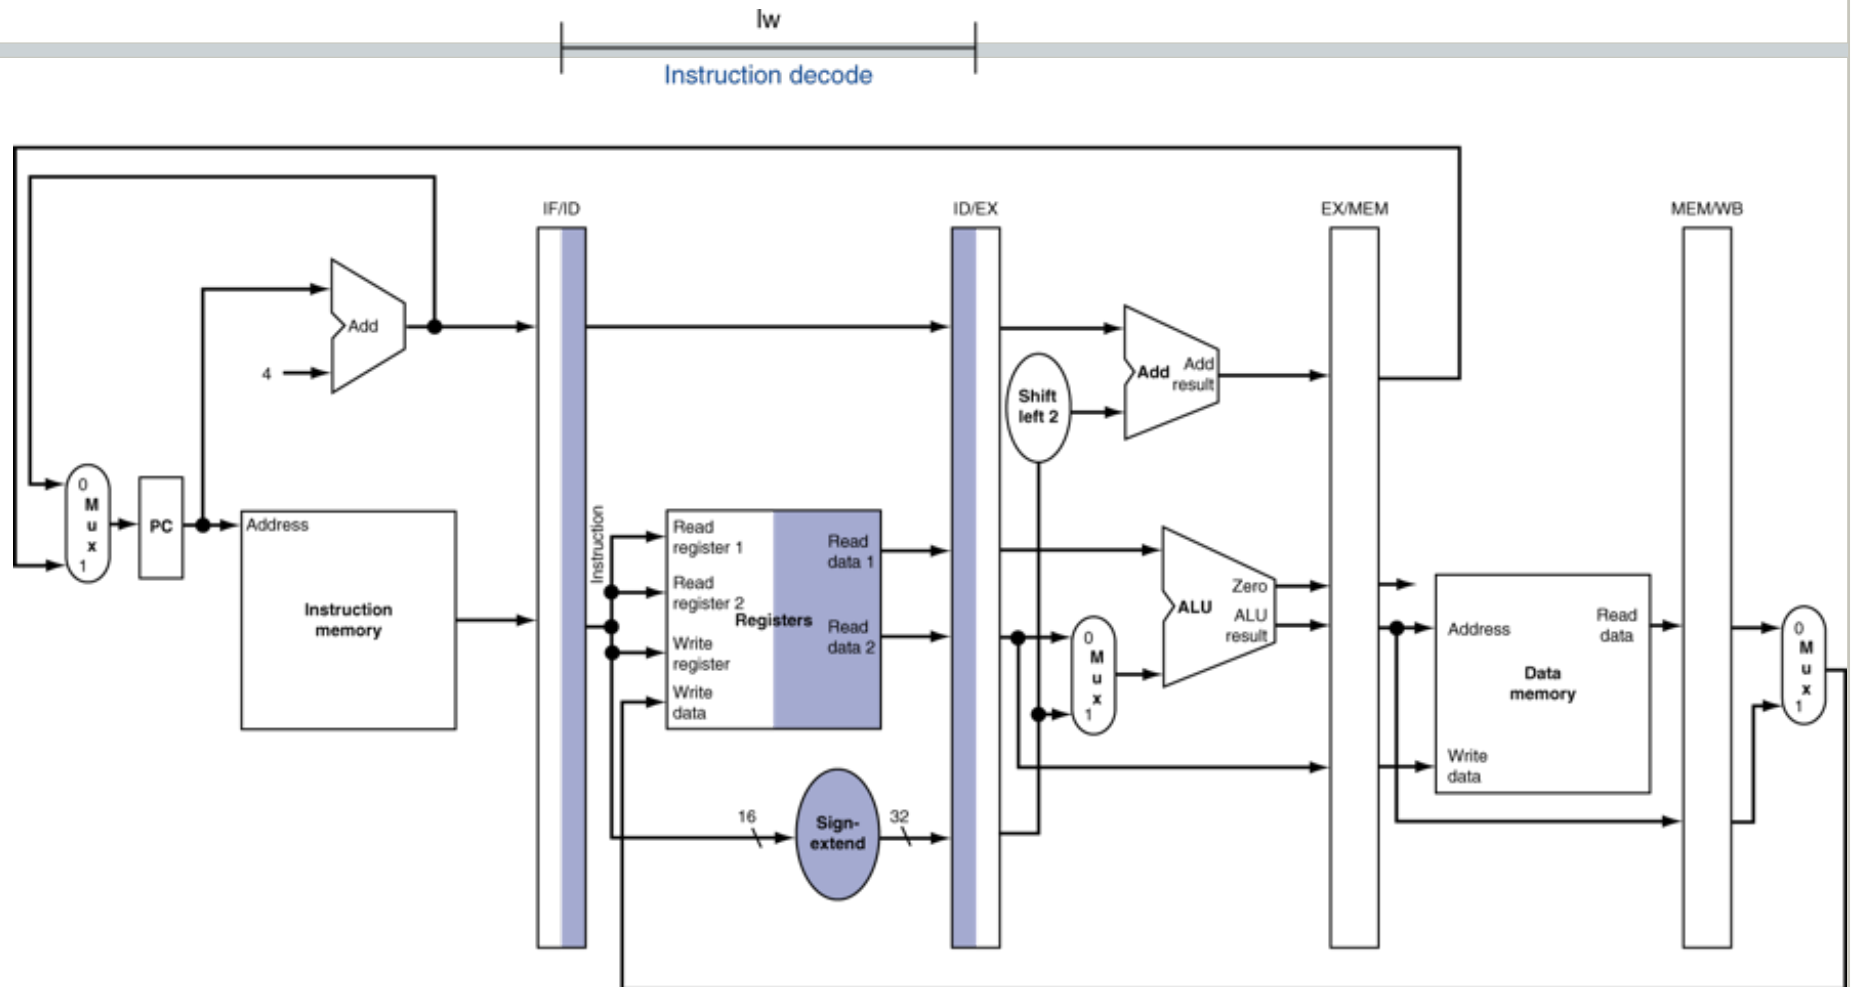 lw
Instruction decode
IF/ID
ID/EX
EX/MEM
MEM/WB
Add
4
Add
Add
result
Shift
left 2
0
M
u
x
1
PC
Address
Instruction
memory
Instruction
Read
register 1
Read
register 2
Write
register
Write
data
Registers
Read
data 1
Read
data 2
16
Sign-
extend
32
0
M
u
x
1
Zero
ALU
ALU
result
Address
Read
data
Data
memory
Write
data
0
M
u
x
1